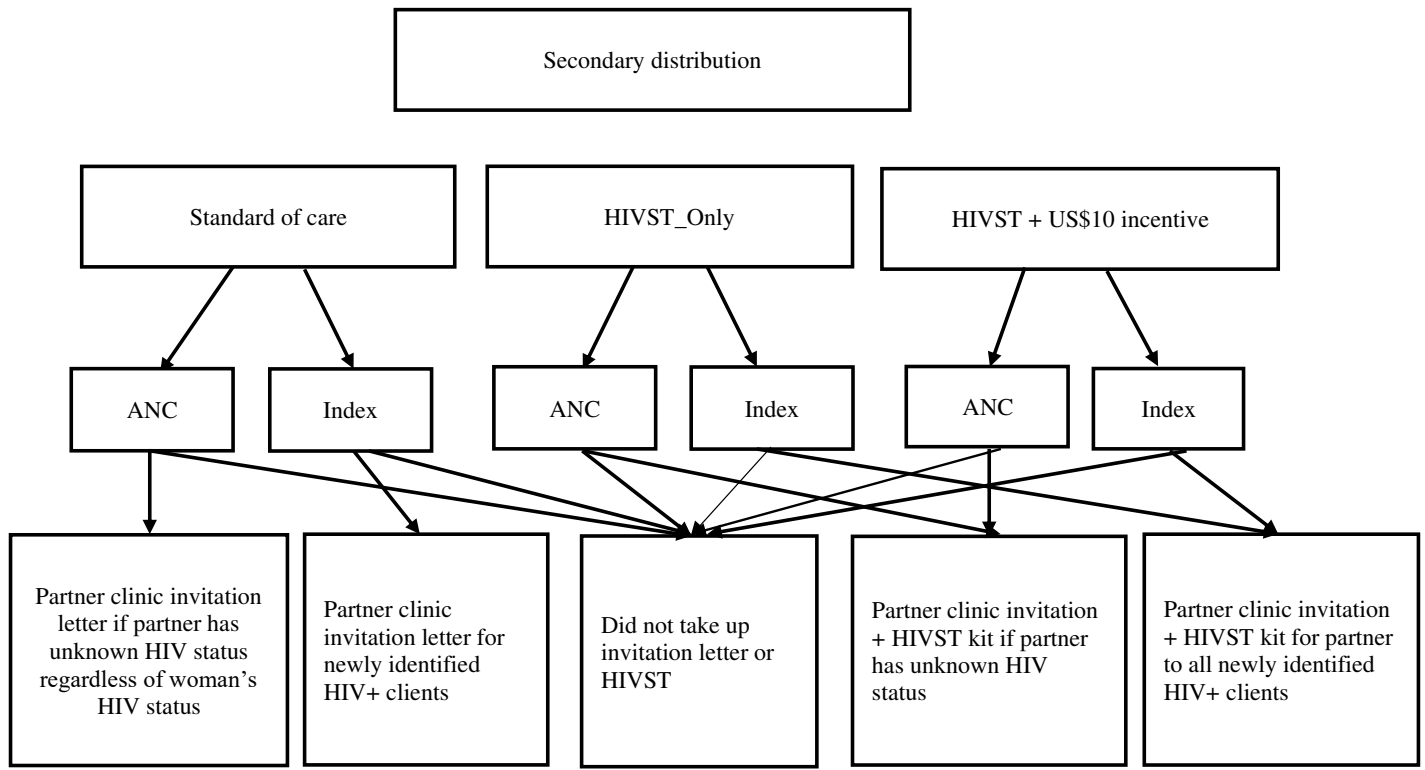 Secondary distribution
Standard of care
HIVST_Only
HIVST + US$10 incentive
ANC
Index
ANC
Index
ANC
Index
Partner clinic invitation
letter if partner has
unknown HIV status
regardless of woman’s
HIV status
Partner clinic
invitation letter for
newly identified
HIV+ clients
Did not take up
invitation letter or
HIVST
Partner clinic invitation
+ HIVST kit if partner
has unknown HIV
status
Partner clinic invitation
+ HIVST kit for partner
to all newly identified
HIV+ clients